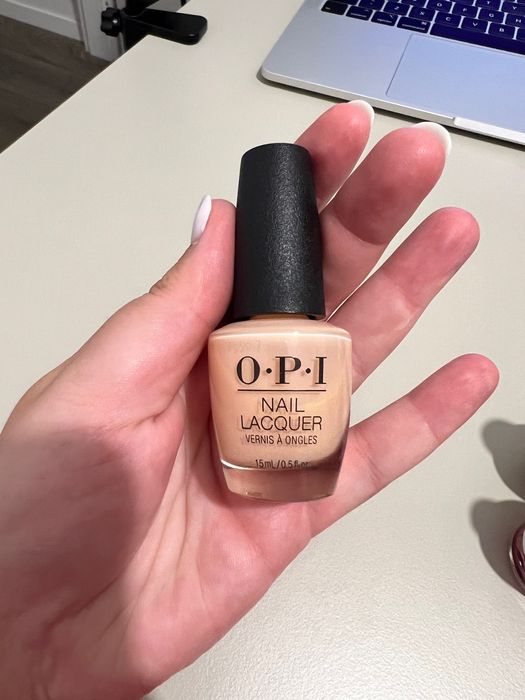 O·P·I
NAIL
LACQUER
VERNIS À ONGLES
15mL/0.5 fl oz